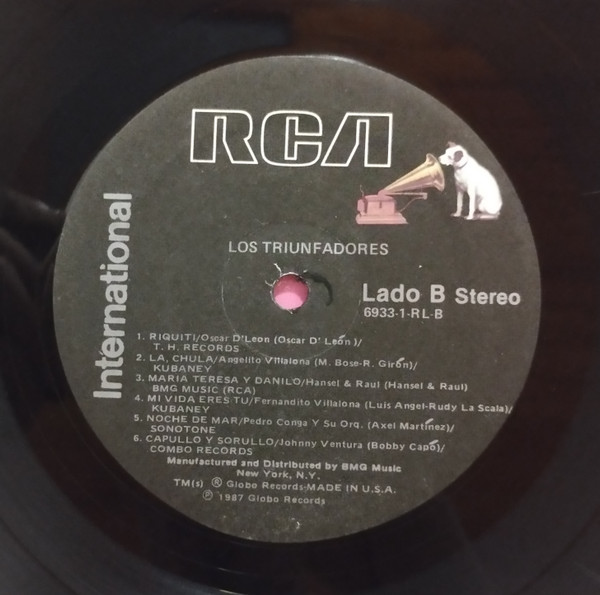 RCA
International
LOS TRIUNFADORES
Lado B Stereo
6933-1-RL-B
1. RIQUITI/Oscar D'Leon (Oscar D' León)/
T. H. RECORDS
2. LA, CHULA/Angelito Villalona (M. Bose-R. Girón)/
KUBANEY
3. MARIA TERESA Y DANILO/Hansel & Raul (Hansel & Raul)
BMG MUSIC (RCA)
4. MI VIDA ERES TU/Fernandito Villalona (Luis Angel-Rudy La Scala)/
KUBANEY
5. NOCHE DE MAR/Pedro Conga Y Su Orq. (Axel Martínez)/
SONOTONE
6. CAPULLO Y SORULLO/Johnny Ventura (Bobby Capó)/
COMBO RECORDS
Manufactured and Distributed by BMG Music
New York, N.Y.
TM(s) ® Globo Records-MADE IN U.S.A.
℗ 1987 Globo Records